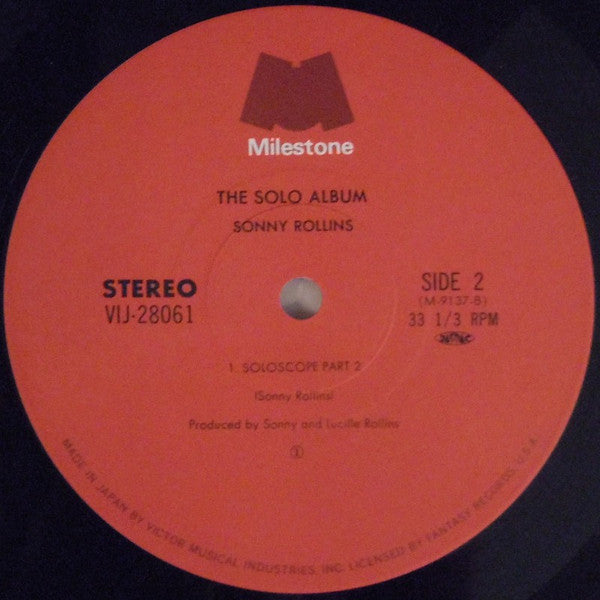 Milestone
THE SOLO ALBUM
SONNY ROLLINS
STEREO
VIJ-28061
SIDE 2
(M-9137-B)
33 1/3 RPM
1. SOLOSCOPE PART 2
(Sonny Rollins)
Produced by Sonny and Lucille Rollins
MADE IN JAPAN BY VICTOR MUSICAL INDUSTRIES, INC. LICENSED BY FANTASY RECORDS, U.S.A.